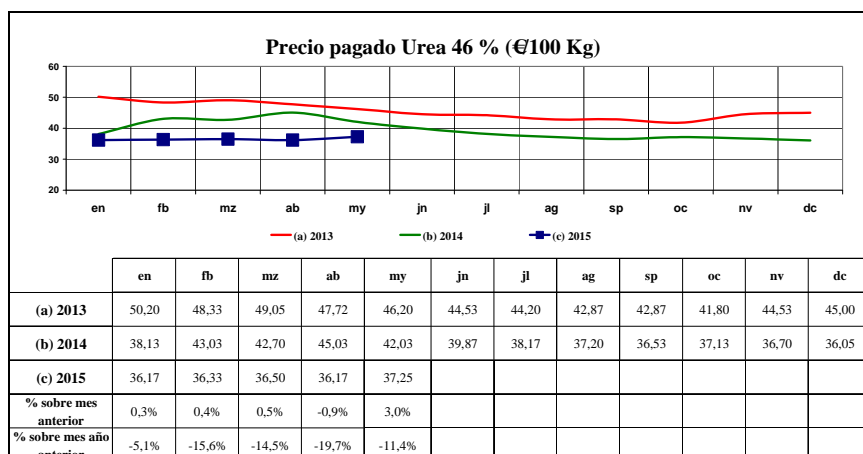 Precio pagado Urea 46 % (€/100 Kg)
60
50
40
30
20
en fb mz ab my jn jl ag sp oc nv dc
(a) 2013 (b) 2014 (c) 2015
en fb mz ab my jn jl ag sp oc nv dc
(a) 2013 50,20 48,33 49,05 47,72 46,20 44,53 44,20 42,87 42,87 41,80 44,53 45,00
(b) 2014 38,13 43,03 42,70 45,03 42,03 39,87 38,17 37,20 36,53 37,13 36,70 36,05
(c) 2015 36,17 36,33 36,50 36,17 37,25
% sobre mes
anterior 0,3% 0,4% 0,5% -0,9% 3,0%
% sobre mes año
anterior -5,1% -15,6% -14,5% -19,7% -11,4%